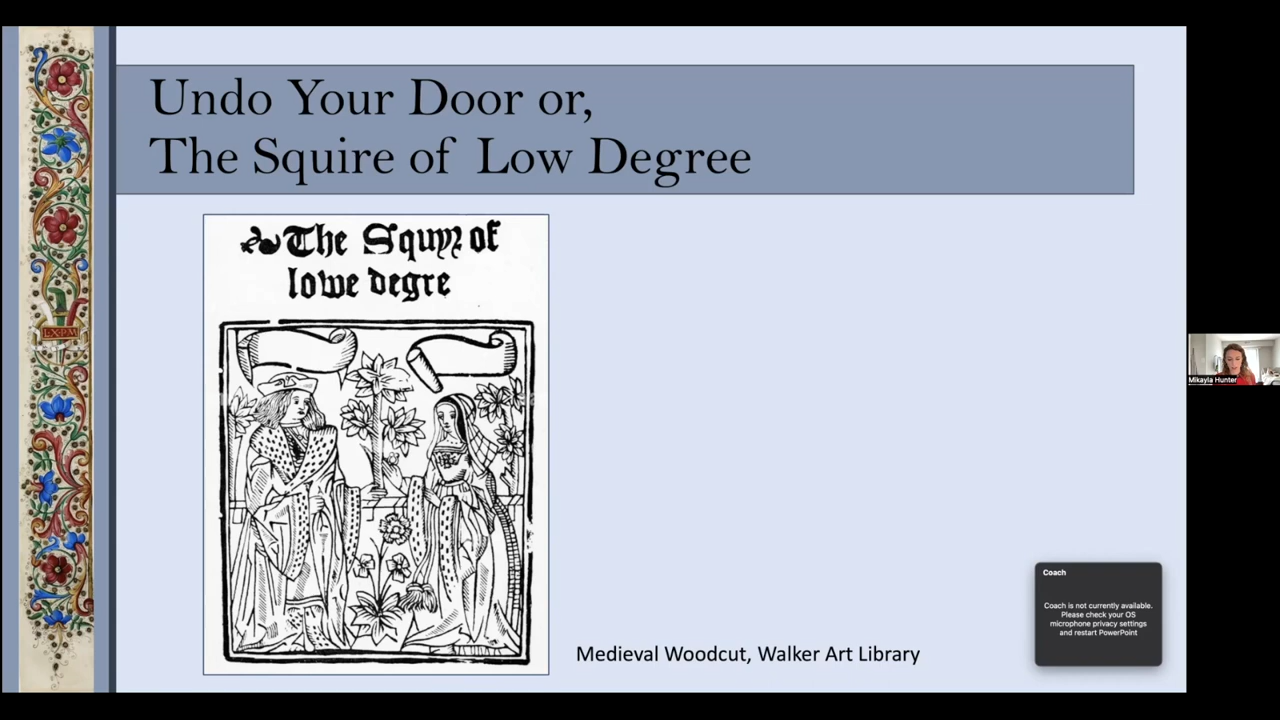 Undo Your Door or,
The Squire of Low Degree
The Squyr of
lowe degre
L·X·P·M
Medieval Woodcut, Walker Art Library
Mikayla Hunter
Coach
Coach is not currently available.
Please check your OS
microphone privacy settings
and restart PowerPoint